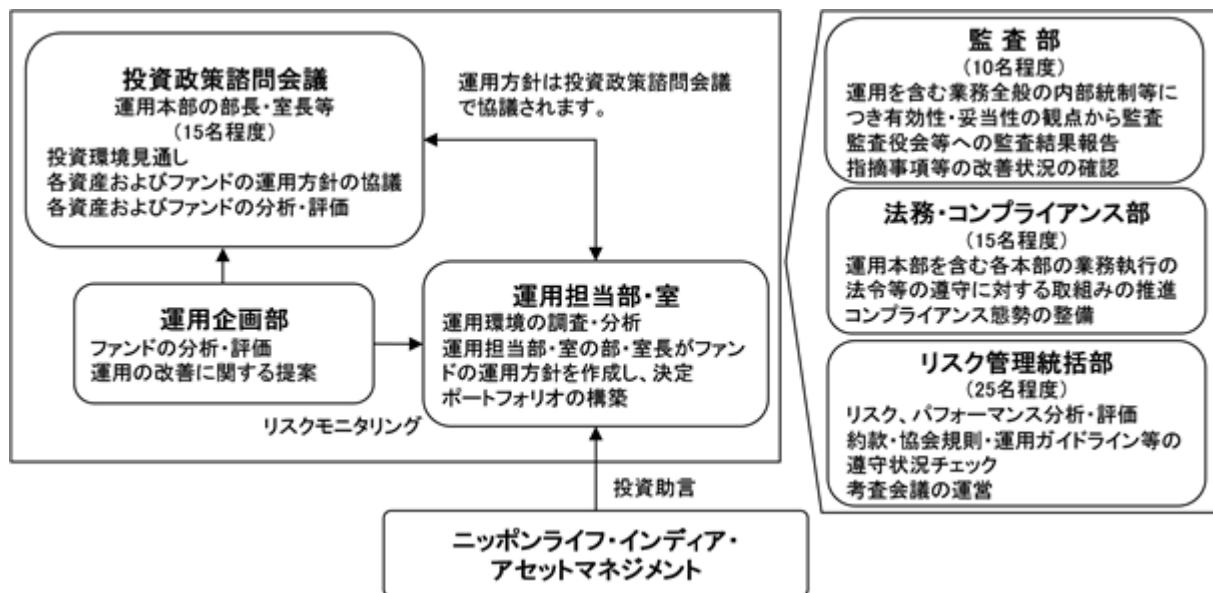 投資政策諮問会議
運用本部の部長・室長等
(15名程度)
投資環境見通し
各資産およびファンドの運用方針の協議
各資産およびファンドの分析・評価
運用方針は投資政策諮問会議
で協議されます。
運用企画部
ファンドの分析・評価
運用の改善に関する提案
リスクモニタリング
運用担当部・室
運用環境の調査・分析
運用担当部・室の部・室長がファン
ドの運用方針を作成し、決定
ポートフォリオの構築
投資助言
ニッポンライフ・インディア・
アセットマネジメント
監 査 部
(10名程度)
運用を含む業務全般の内部統制等に
つき有効性・妥当性の観点から監査
監査役会等への監査結果報告
指摘事項等の改善状況の確認
法務・コンプライアンス部
(15名程度)
運用本部を含む各本部の業務執行の
法令等の遵守に対する取組みの推進
コンプライアンス態勢の整備
リスク管理統括部
(25名程度)
リスク、パフォーマンス分析・評価
約款・協会規則・運用ガイドライン等の
遵守状況チェック
考査会議の運営